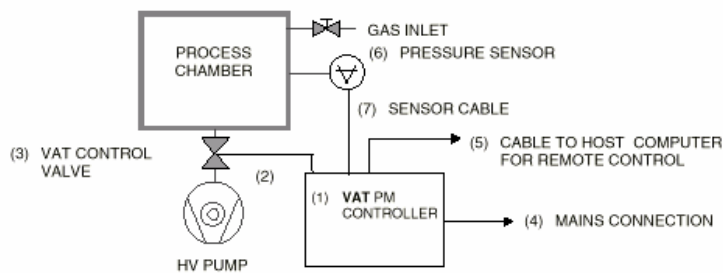 GAS INLET
PROCESS
CHAMBER
(6) PRESSURE SENSOR
(7) SENSOR CABLE
(3) VAT CONTROL
VALVE
(5) CABLE TO HOST COMPUTER
FOR REMOTE CONTROL
(2)
(1) VAT PM
CONTROLLER
(4) MAINS CONNECTION
HV PUMP